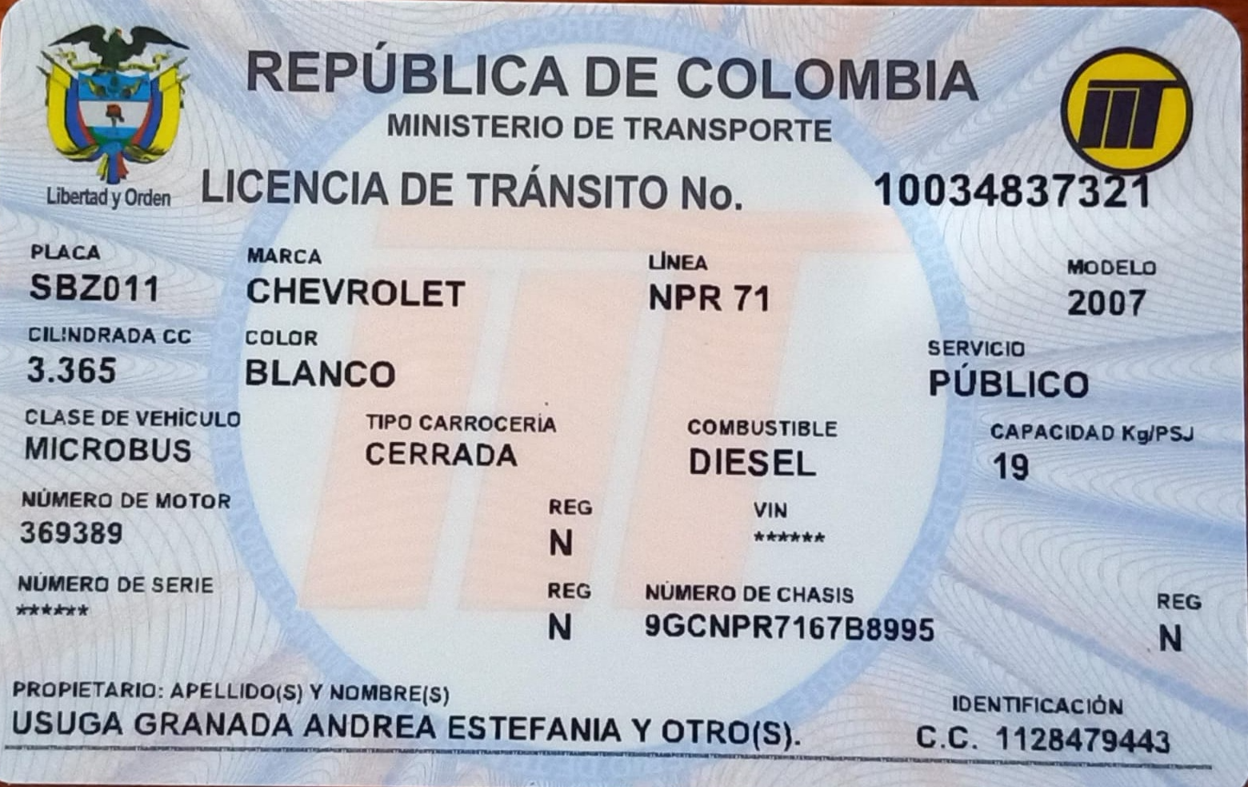 REPÚBLICA DE COLOMBIA
MINISTERIO DE TRANSPORTE
Libertad y Orden
LICENCIA DE TRÁNSITO No. 10034837321
PLACA MARCA LÍNEA MODELO
SBZ011 CHEVROLET NPR 71 2007
CILINDRADA CC COLOR SERVICIO
3.365 BLANCO PÚBLICO
CLASE DE VEHÍCULO TIPO CARROCERÍA COMBUSTIBLE CAPACIDAD Kg/PSJ
MICROBUS CERRADA DIESEL 19
NÚMERO DE MOTOR REG VIN
369389 N ******
NÚMERO DE SERIE REG NÚMERO DE CHASIS REG
****** N 9GCNPR7167B8995 N
PROPIETARIO: APELLIDO(S) Y NOMBRE(S) IDENTIFICACIÓN
USUGA GRANADA ANDREA ESTEFANIA Y OTRO(S). C.C. 1128479443